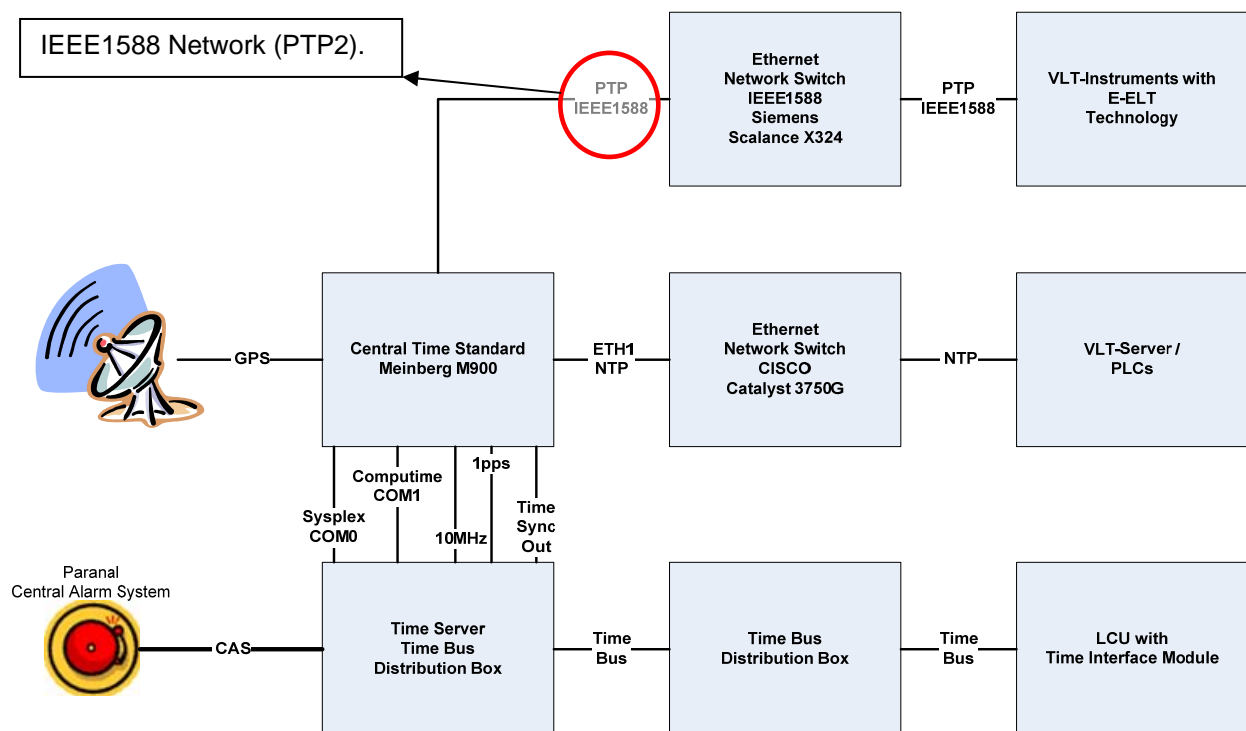 IEEE1588 Network (PTP2).
PTP
IEEE1588
Ethernet
Network Switch
IEEE1588
Siemens
Scalance X324
PTP
IEEE1588
VLT-Instruments with
E-ELT
Technology
GPS
Central Time Standard
Meinberg M900
ETH1
NTP
Ethernet
Network Switch
CISCO
Catalyst 3750G
NTP
VLT-Server /
PLCs
Sysplex
COM0
Computime
COM1
10MHz
1pps
Time
Sync
Out
Paranal
Central Alarm System
CAS
Time Server
Time Bus
Distribution Box
Time
Bus
Time Bus
Distribution Box
Time
Bus
LCU with
Time Interface Module